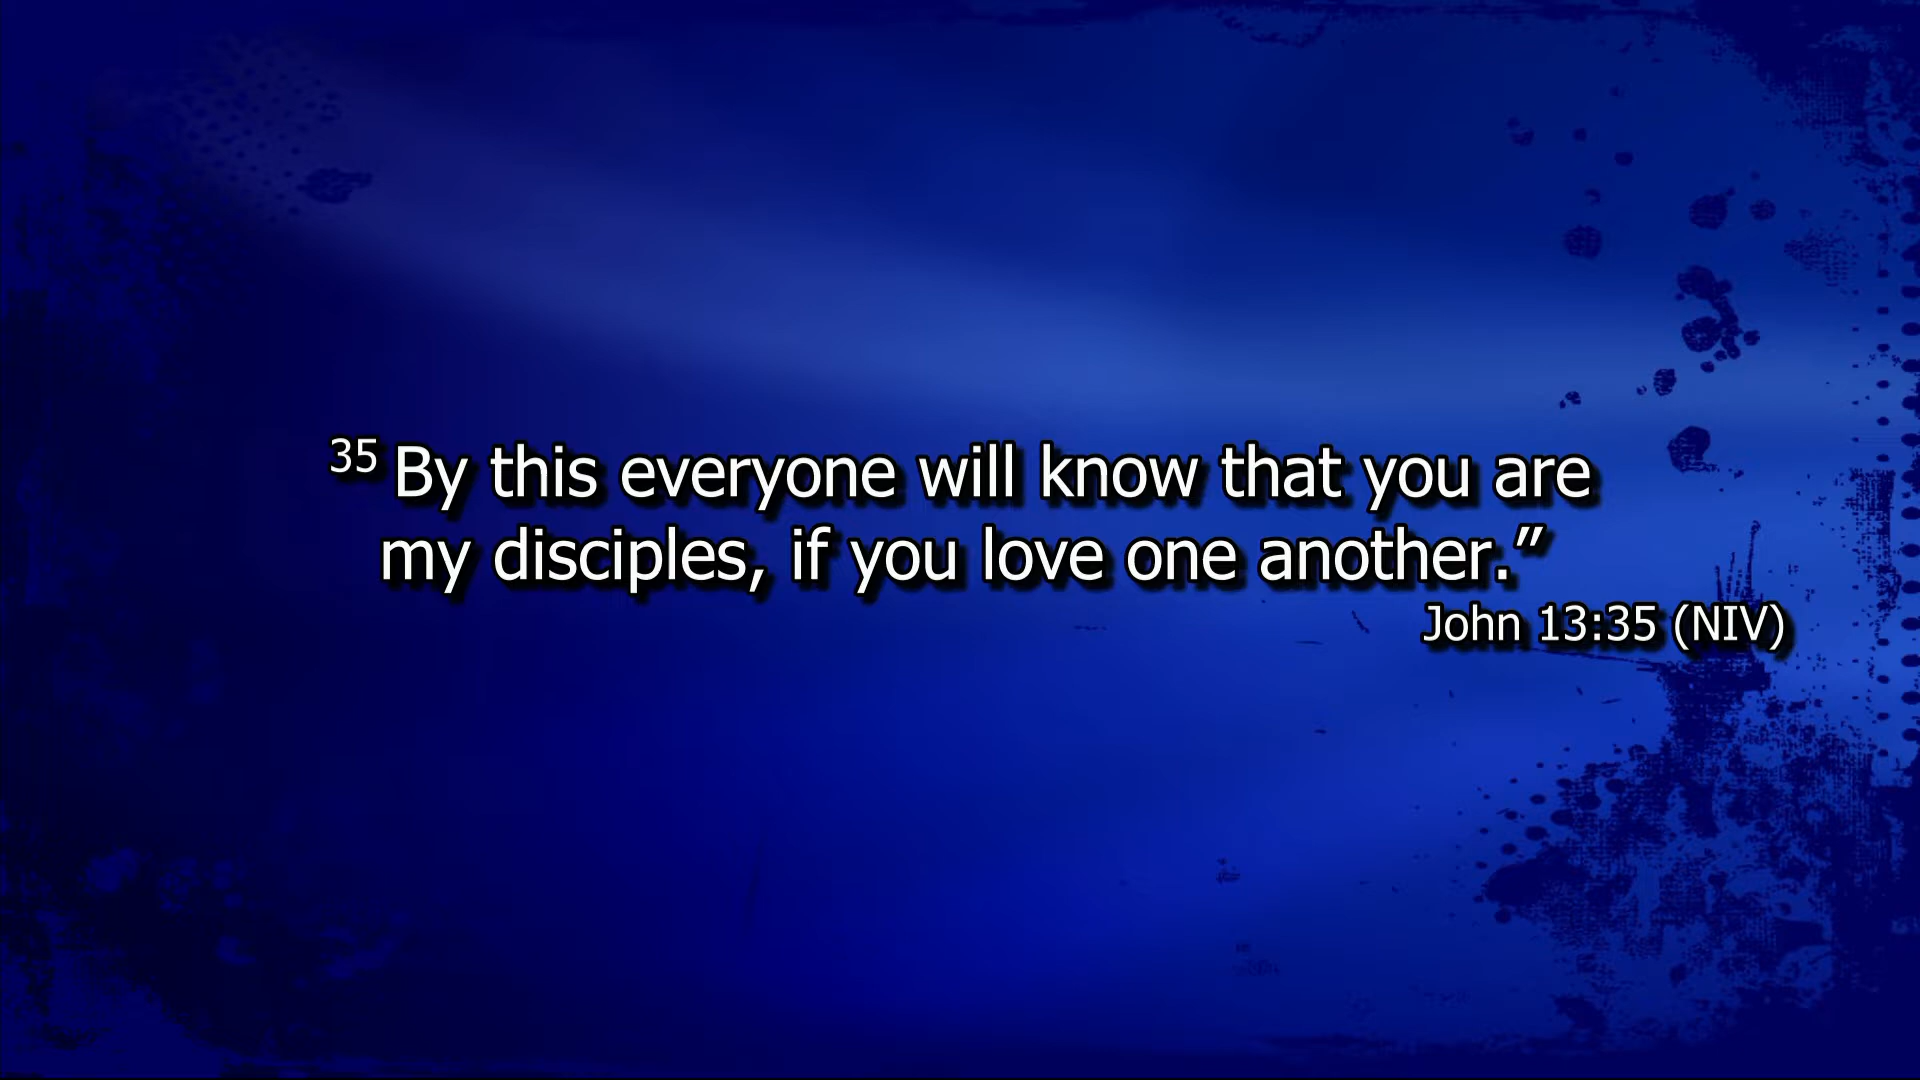 35 By this everyone will know that you are
my disciples, if you love one another.”
John 13:35 (NIV)